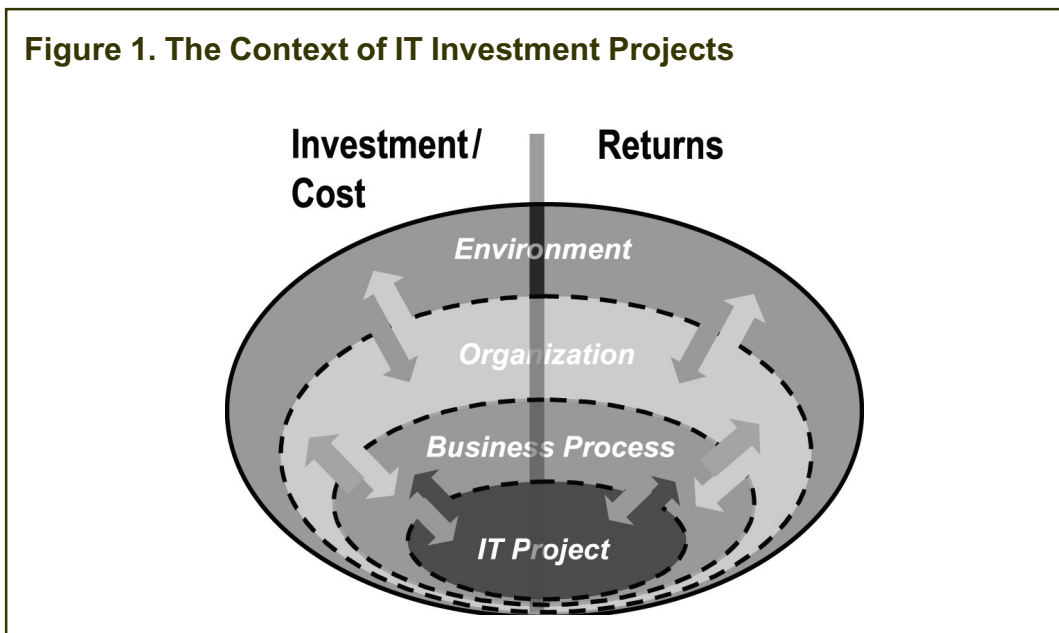 Figure 1. The Context of IT Investment Projects
Investment/ Returns
Cost
Environment
Organization
Business Process
IT Project